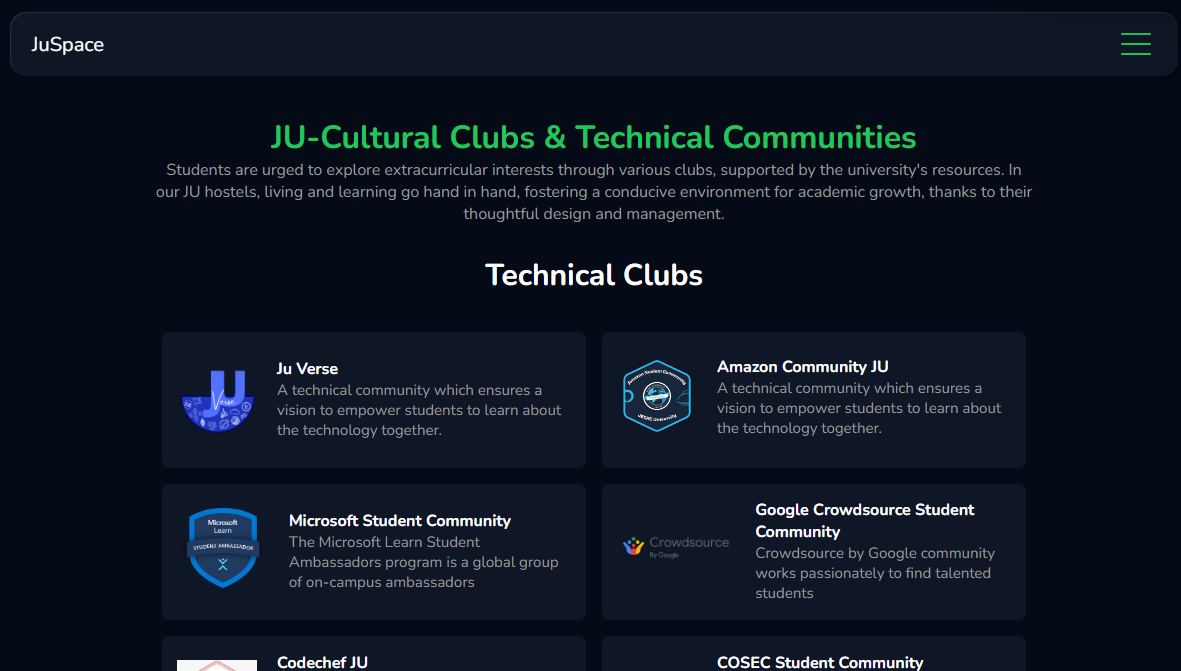 JuSpace
JU-Cultural Clubs & Technical Communities
Students are urged to explore extracurricular interests through various clubs, supported by the university's resources. In
our JU hostels, living and learning go hand in hand, fostering a conducive environment for academic growth, thanks to their
thoughtful design and management.
Technical Clubs
JU
Verse
Ju Verse
A technical community which ensures a
vision to empower students to learn about
the technology together.
Amazon Student Community
Amazon Community JU
A technical community which ensures a
vision to empower students to learn about
the technology together.
Microsoft
Learn
STUDENT AMBASSADOR
Microsoft Student Community
The Microsoft Learn Student
Ambassadors program is a global group
of on-campus ambassadors
Crowdsource
By Google
Google Crowdsource Student
Community
Crowdsource by Google community
works passionately to find talented
students
Codechef JU
COSEC Student Community